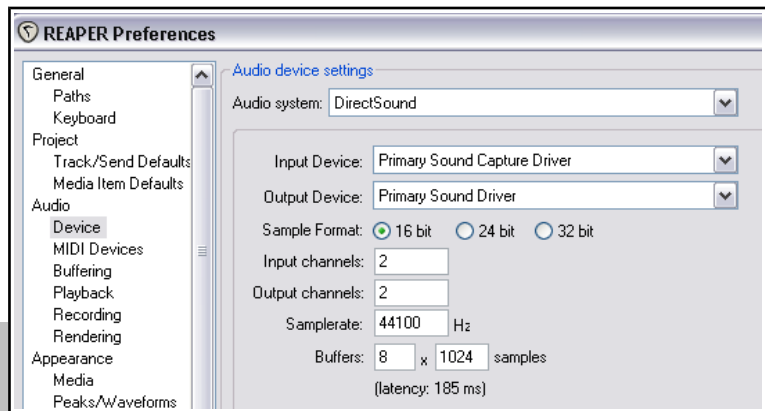 REAPER Preferences
General
Paths
Keyboard
Project
Track/Send Defaults
Media Item Defaults
Audio
Device
MIDI Devices
Buffering
Playback
Recording
Rendering
Appearance
Media
Peaks/Waveforms
Audio device settings
Audio system: DirectSound
Input Device: Primary Sound Capture Driver
Output Device: Primary Sound Driver
Sample Format: 16 bit 24 bit 32 bit
Input channels: 2
Output channels: 2
Samplerate: 44100 Hz
Buffers: 8 x 1024 samples
(latency: 185 ms)